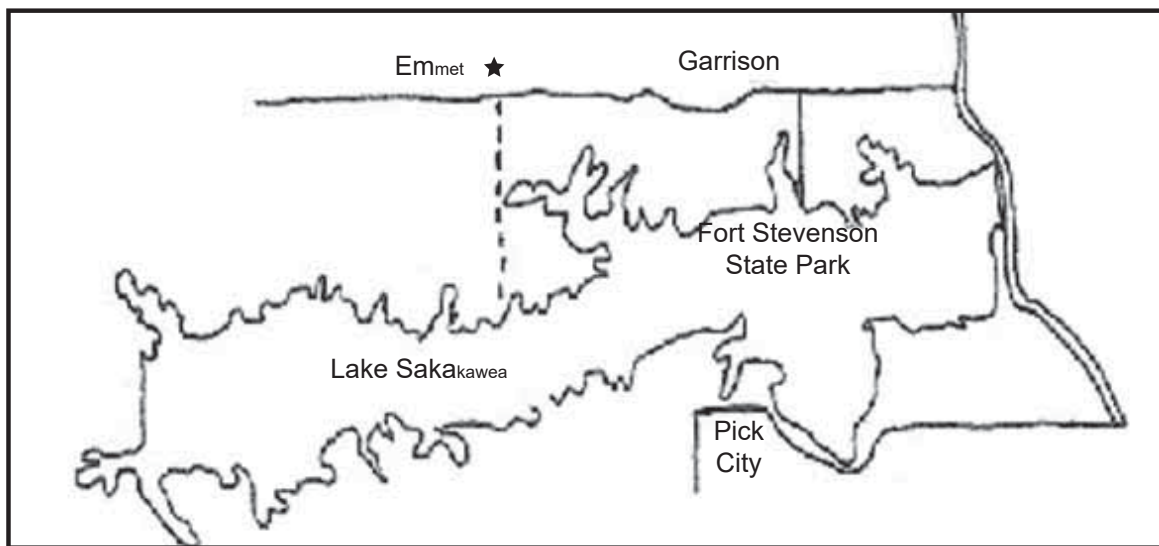 Emmet
Garrison
Fort Stevenson
State Park
Lake Sakakawea
Pick
City